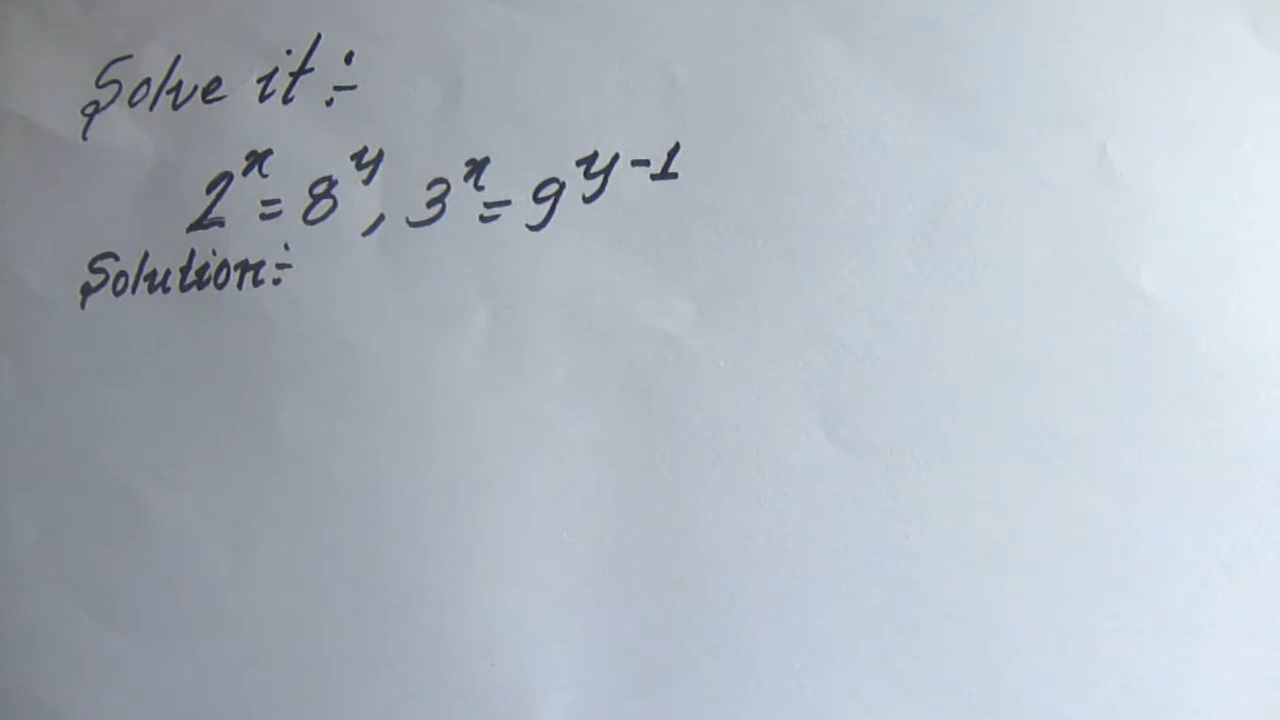 Solve it :-
2^x = 8^y, 3^x = 9^{y-1}
Solution :-